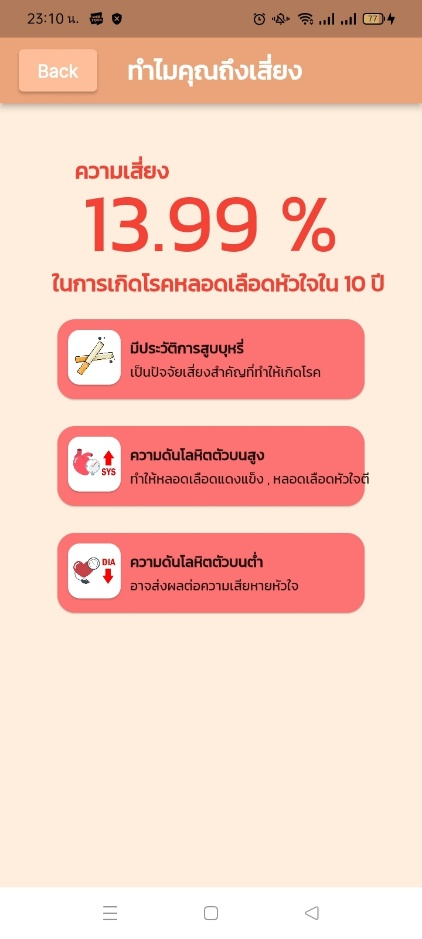 23:10 น.
77
Back
ทำไมคุณถึงเสี่ยง
ความเสี่ยง
13.99 %
ในการเกิดโรคหลอดเลือดหัวใจใน 10 ปี
มีประวัติการสูบบุหรี่
เป็นปัจจัยเสี่ยงสำคัญที่ทำให้เกิดโรค
SYS
ความดันโลหิตตัวบนสูง
ทำให้หลอดเลือดแดงแข็ง , หลอดเลือดหัวใจตี
DIA
ความดันโลหิตตัวบนต่ำ
อาจส่งผลต่อความเสียหายหัวใจ